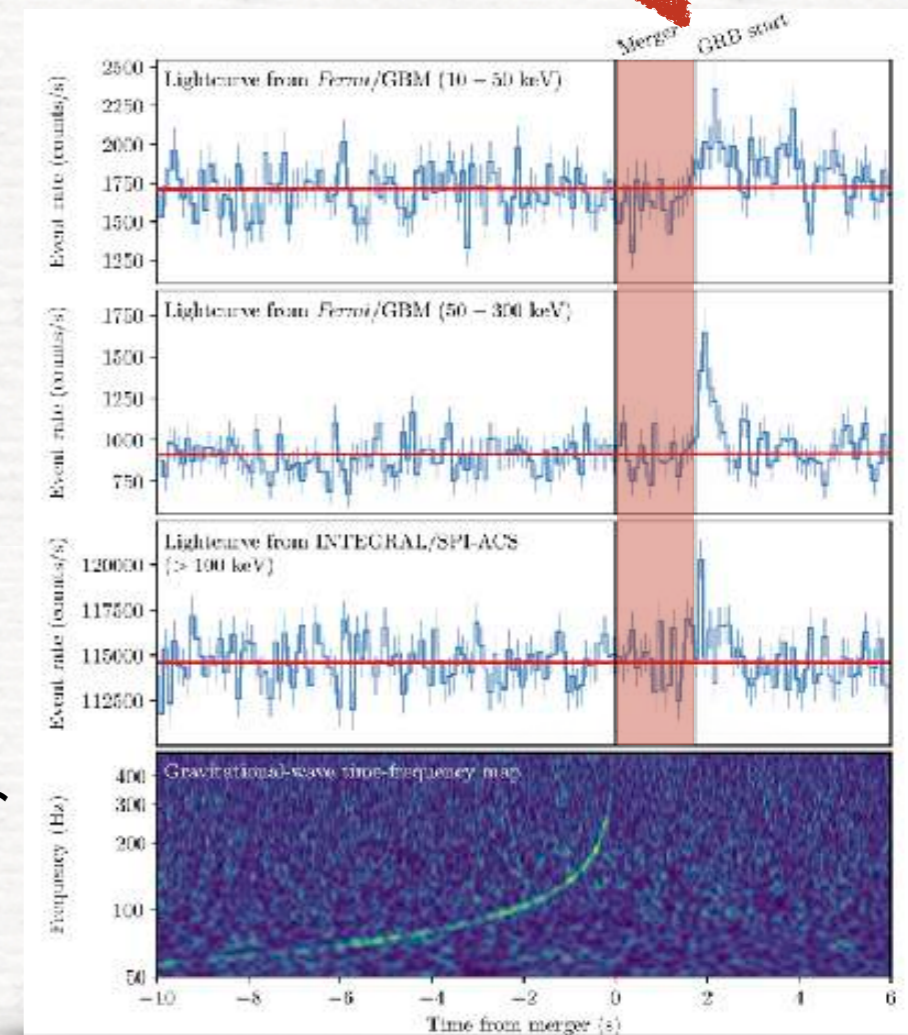 Merger GRB start
2500
2250
2000
1750
1500
1250
Event rate (counts/s)
Lightcurve from Fermi/GBM (10 − 50 keV)
1750
1500
1250
1000
750
Event rate (counts/s)
Lightcurve from Fermi/GBM (50 − 300 keV)
120000
117500
115000
112500
Event rate (counts/s)
Lightcurve from INTEGRAL/SPI-ACS
(> 100 keV)
400
300
200
100
50
Frequency (Hz)
Gravitational-wave time-frequency map
−10 −8 −6 −4 −2 0 2 4 6
Time from merger (s)